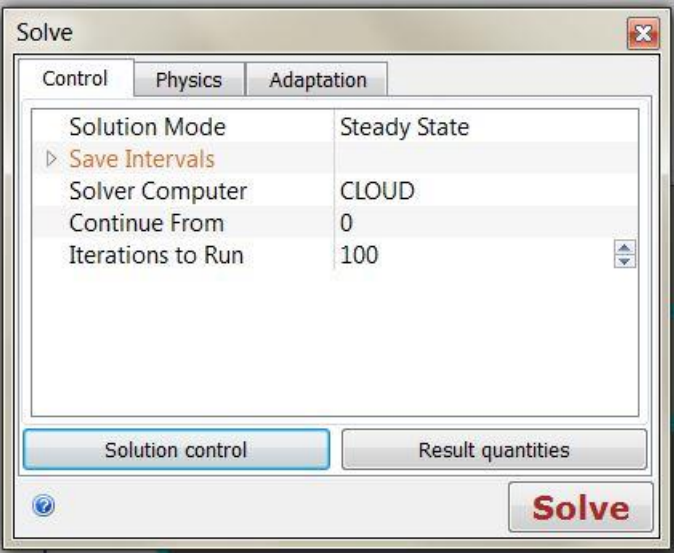 Solve
Control Physics Adaptation
Solution Mode Steady State
Save Intervals
Solver Computer CLOUD
Continue From 0
Iterations to Run 100
Solution control Result quantities
Solve